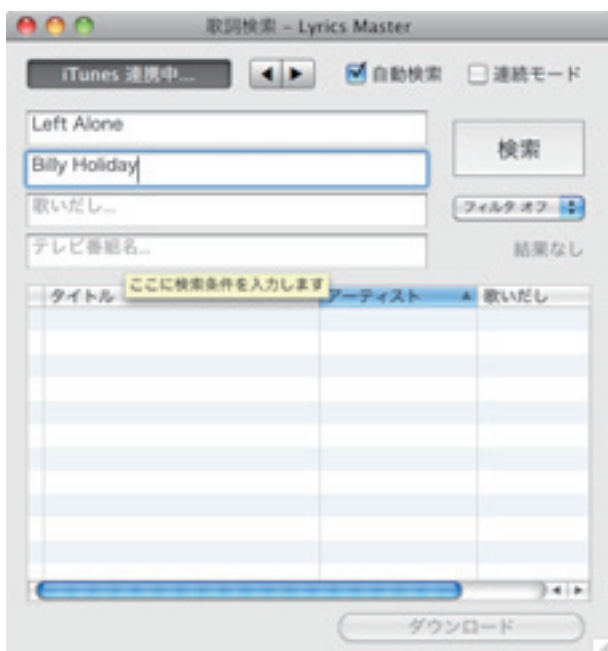 歌詞検索 – Lyrics Master
iTunes 連携中... 自動検索 連続モード
Left Alone
検索
Billy Holiday
歌いだし... フィルタ オフ
テレビ番組名... 結果なし
ここに検索条件を入力します
タイトル アーティスト 歌いだし
ダウンロード